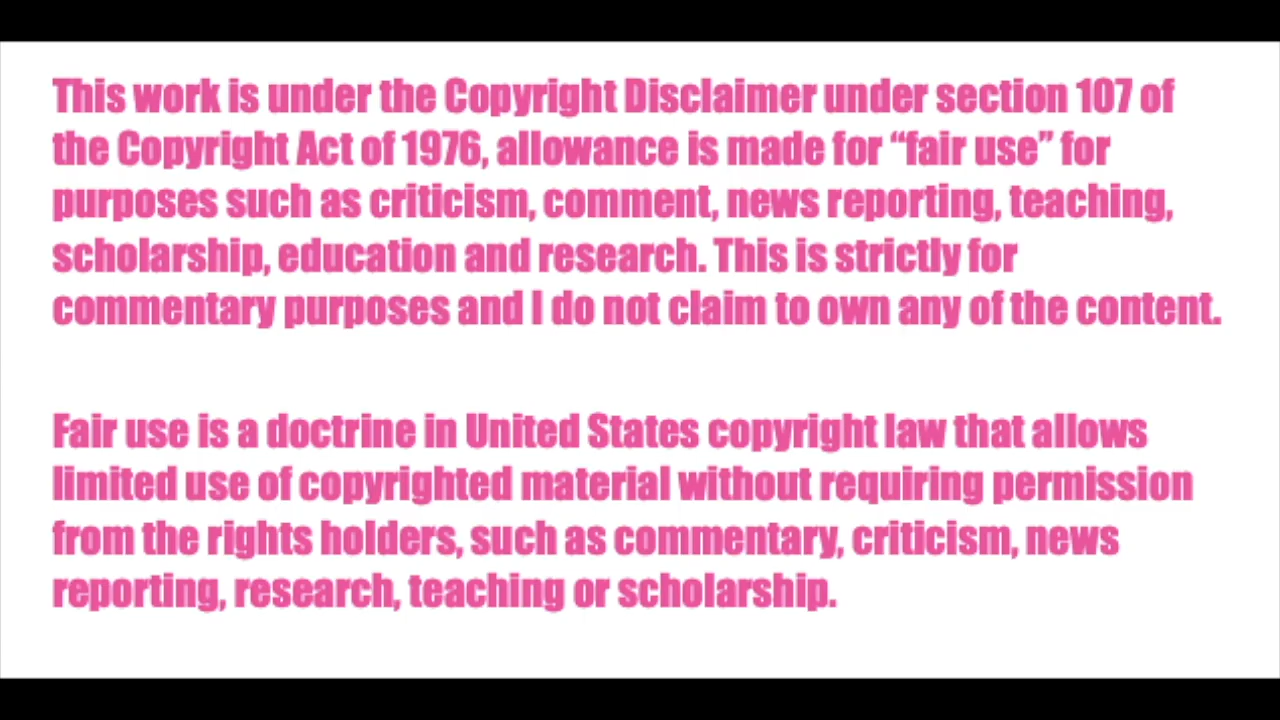 This work is under the Copyright Disclaimer under section 107 of
the Copyright Act of 1976, allowance is made for “fair use” for
purposes such as criticism, comment, news reporting, teaching,
scholarship, education and research. This is strictly for
commentary purposes and I do not claim to own any of the content.
Fair use is a doctrine in United States copyright law that allows
limited use of copyrighted material without requiring permission
from the rights holders, such as commentary, criticism, news
reporting, research, teaching or scholarship.